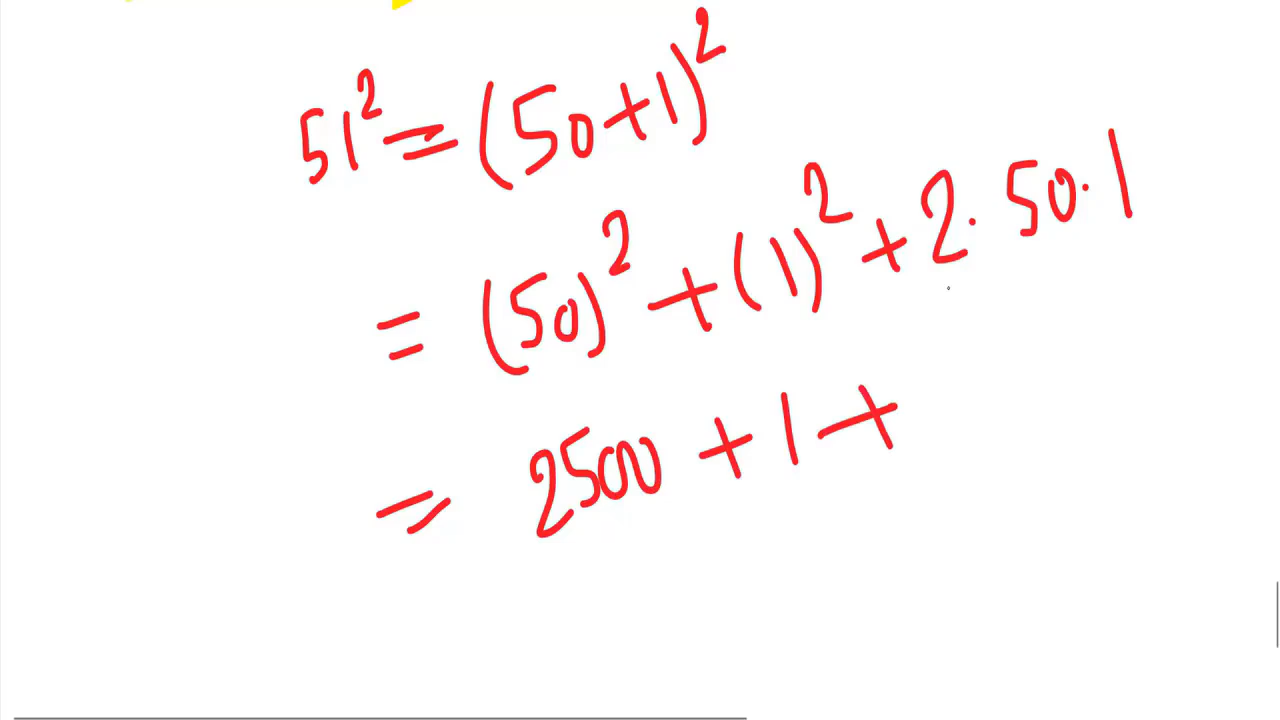 51² = (50+1)²
= (50)² + (1)² + 2. 50. 1
= 2500 + 1 +